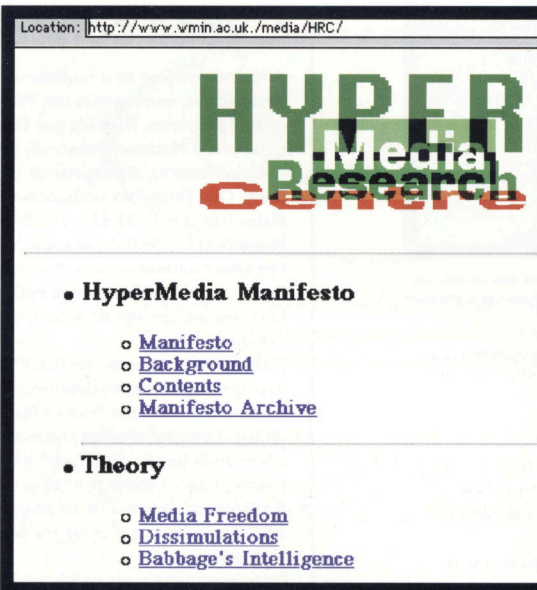 Location: http://www.wmin.ac.uk./media/HRC/
HYPER
Media
Research
Centre
HyperMedia Manifesto
Manifesto
Background
Contents
Manifesto Archive
Theory
Media Freedom
Dissimulations
Babbage's Intelligence